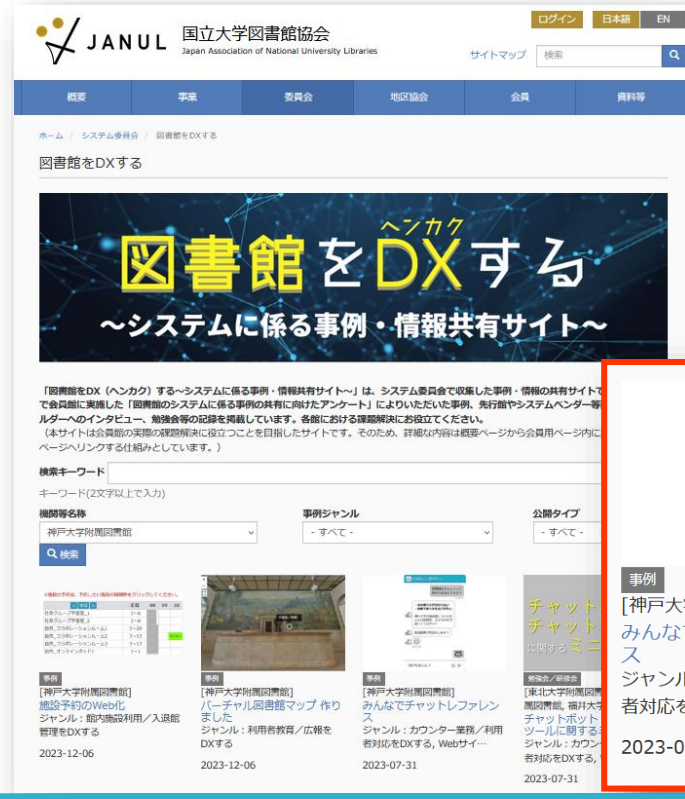 ログイン 日本語 EN
JANUL 国立大学図書館協会
Japan Association of National University Libraries
サイトマップ 検索
概要 事業 委員会 地区協会 会員 資料等
ホーム / システム委員会 / 図書館をDXする
図書館をDXする
ヘンカク
図書館をDXする
～システムに係る事例・情報共有サイト～
「図書館をDX（ヘンカク）する～システムに係る事例・情報共有サイト～」は、システム委員会で収集した事例・情報の共有サイトで
で会員館に実施した「図書館のシステムに係る事例の共有に向けたアンケート」によりいただいた事例、先行館やシステムベンダー等
ルダーへのインタビュー、勉強会等の記録を掲載しています。各館における課題解決にお役立てください。
（本サイトは会員館の実際の課題解決に役立つことを目指したサイトです。そのため、詳細な内容は概要ページから会員用ページ内に
ページへリンクする仕組みとしています。）
検索キーワード
キーワード(2文字以上で入力)
機関等名称 事例ジャンル 公開タイプ
神戸大学附属図書館 - すべて - - すべて -
検索
事例
[神戸大学附属図書館]
施設予約のWeb化
ジャンル：館内施設利用／入退館
管理をDXする
2023-12-06
事例
[神戸大学附属図書館]
バーチャル図書館マップ 作り
ました
ジャンル：利用者教育／広報を
DXする
2023-12-06
事例
[神戸大学附属図書館]
みんなでチャットレファレン
ス
ジャンル：カウンター業務／利用
者対応をDXする, Webサイ…
2023-07-31
チャット
チャット
に関するミニ
勉強会／研修会
[東北大学附属図書
属図書館, 福井大学
チャットボット
ツールに関する
ジャンル：カウン
者対応をDXする,
2023-07-31
事例
[神戸大
みんなで
ス
ジャンル
者対応を
2023-0